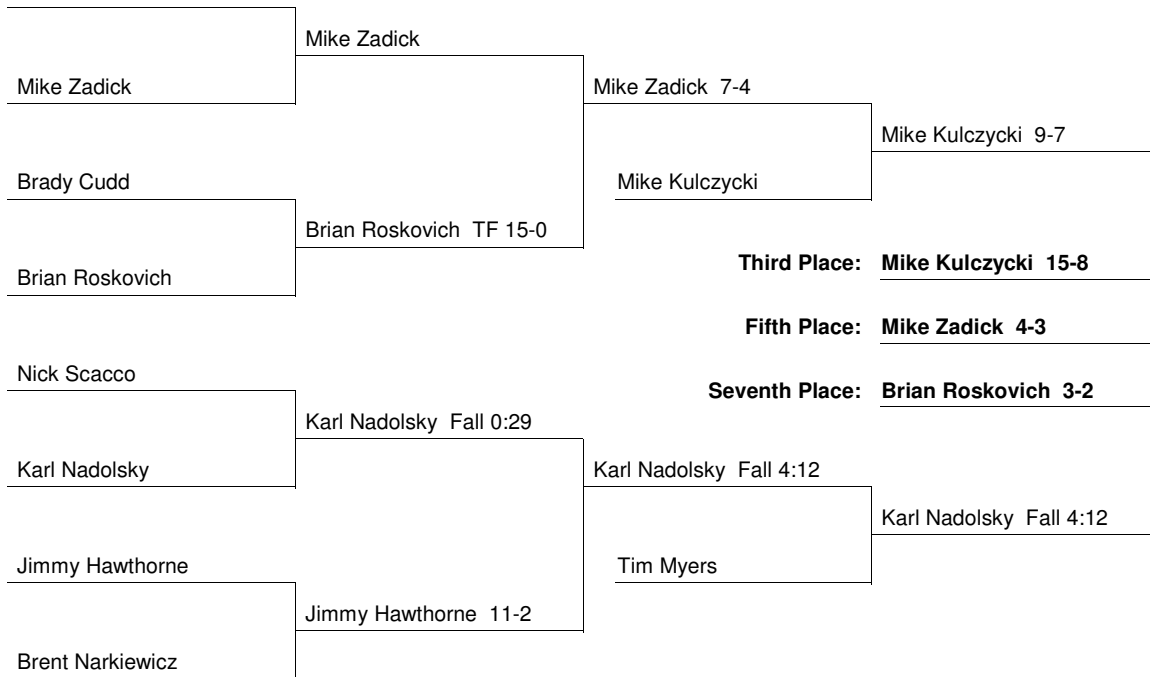 Mike Zadick
Mike Zadick
Mike Zadick 7-4
Mike Kulczycki 9-7
Brady Cudd
Mike Kulczycki
Brian Roskovich TF 15-0
Third Place: Mike Kulczycki 15-8
Brian Roskovich
Fifth Place: Mike Zadick 4-3
Nick Scacco
Seventh Place: Brian Roskovich 3-2
Karl Nadolsky Fall 0:29
Karl Nadolsky
Karl Nadolsky Fall 4:12
Karl Nadolsky Fall 4:12
Jimmy Hawthorne
Tim Myers
Jimmy Hawthorne 11-2
Brent Narkiewicz